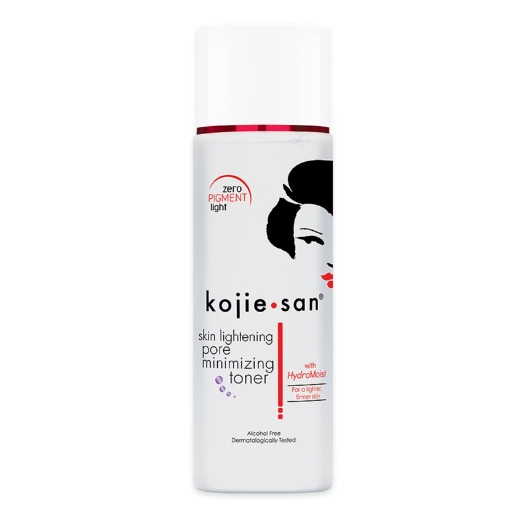 zero
PIGMENT
light
kojie•san®
skin lightening
pore
minimizing
toner
with
HydroMoist
For a lighter,
firmer skin
Alcohol Free
Dermatologically Tested